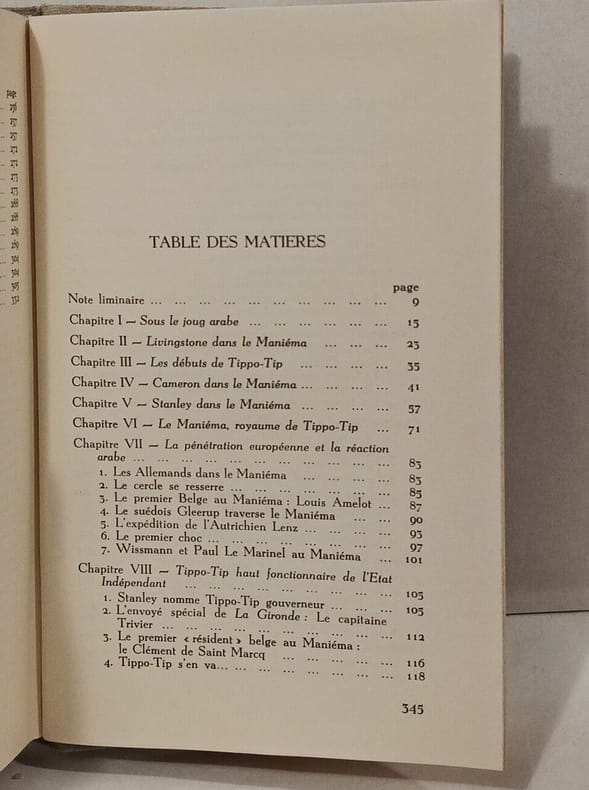 TABLE DES MATIERES
page
Note liminaire ... ... ... ... ... ... ... ... ... ... 9
Chapitre I — Sous le joug arabe ... ... ... ... ... ... 15
Chapitre II — Livingstone dans le Maniéma ... ... ... 23
Chapitre III — Les débuts de Tippo-Tip ... ... ... ... 35
Chapitre IV — Cameron dans le Maniéma ... ... ... ... 41
Chapitre V — Stanley dans le Maniéma ... ... ... ... 57
Chapitre VI — Le Maniéma, royaume de Tippo-Tip ... 71
Chapitre VII — La pénétration européenne et la réaction
arabe ... ... ... ... ... ... ... ... ... ... ... 83
1. Les Allemands dans le Maniéma ... ... ... ... 83
2. Le cercle se resserre ... ... ... ... ... ... ... 85
3. Le premier Belge au Maniéma : Louis Amelot ... 87
4. Le suédois Gleerup traverse le Maniéma ... ... 90
5. L'expédition de l'Autrichien Lenz ... ... ... ... 93
6. Le premier choc ... ... ... ... ... ... ... ... 97
7. Wissmann et Paul Le Marinel au Maniéma ... 101
Chapitre VIII — Tippo-Tip haut fonctionnaire de l'Etat
Indépendant ... ... ... ... ... ... ... ... ... 105
1. Stanley nomme Tippo-Tip gouverneur ... ... ... 105
2. L'envoyé spécial de La Gironde : Le capitaine
Trivier ... ... ... ... ... ... ... ... ... ... 112
3. Le premier « résident » belge au Maniéma :
le Clément de Saint Marcq ... ... ... ... ... 116
4. Tippo-Tip s'en va... ... ... ... ... ... ... ... 118
345